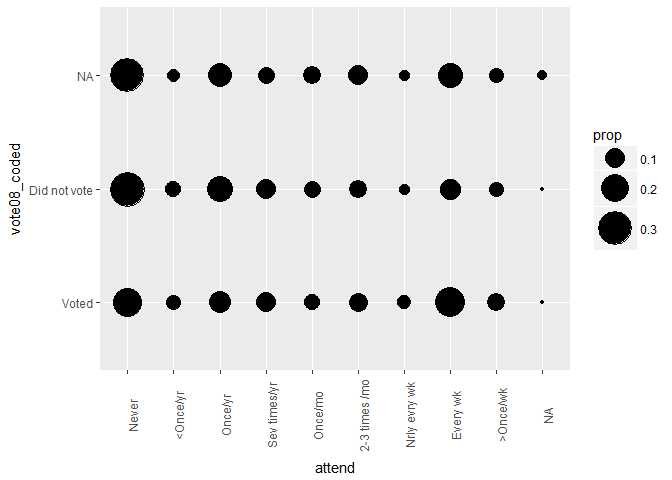 vote08_coded
NA
Did not vote
Voted
Never
<Once/yr
Once/yr
Sev times/yr
Once/mo
2-3 times /mo
Nrly evry wk
Every wk
>Once/wk
NA
attend
prop
0.1
0.2
0.3